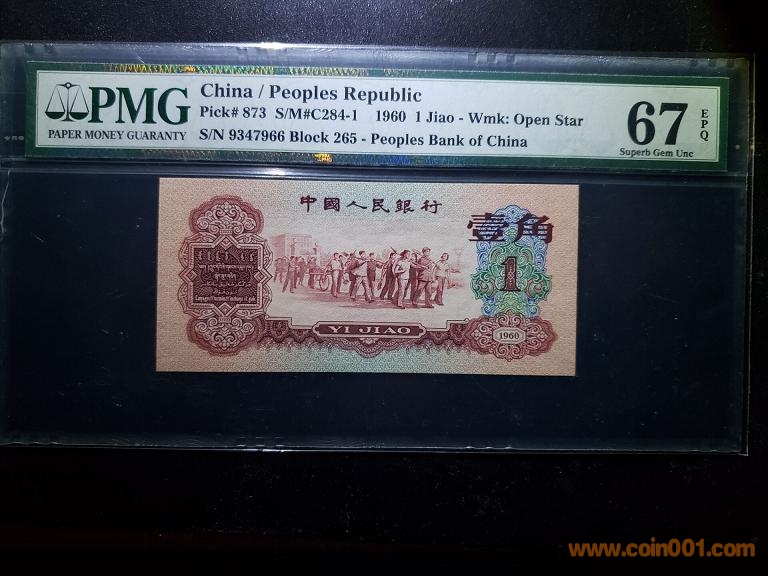 PMG
PAPER MONEY GUARANTY
China / Peoples Republic
Pick# 873 S/M#C284-1 1960 1 Jiao - Wmk: Open Star
S/N 9347966 Block 265 - Peoples Bank of China
67 EPQ
Superb Gem Unc
中國人民銀行
壹角
1
YI JIAO
1960
www.coin001.com